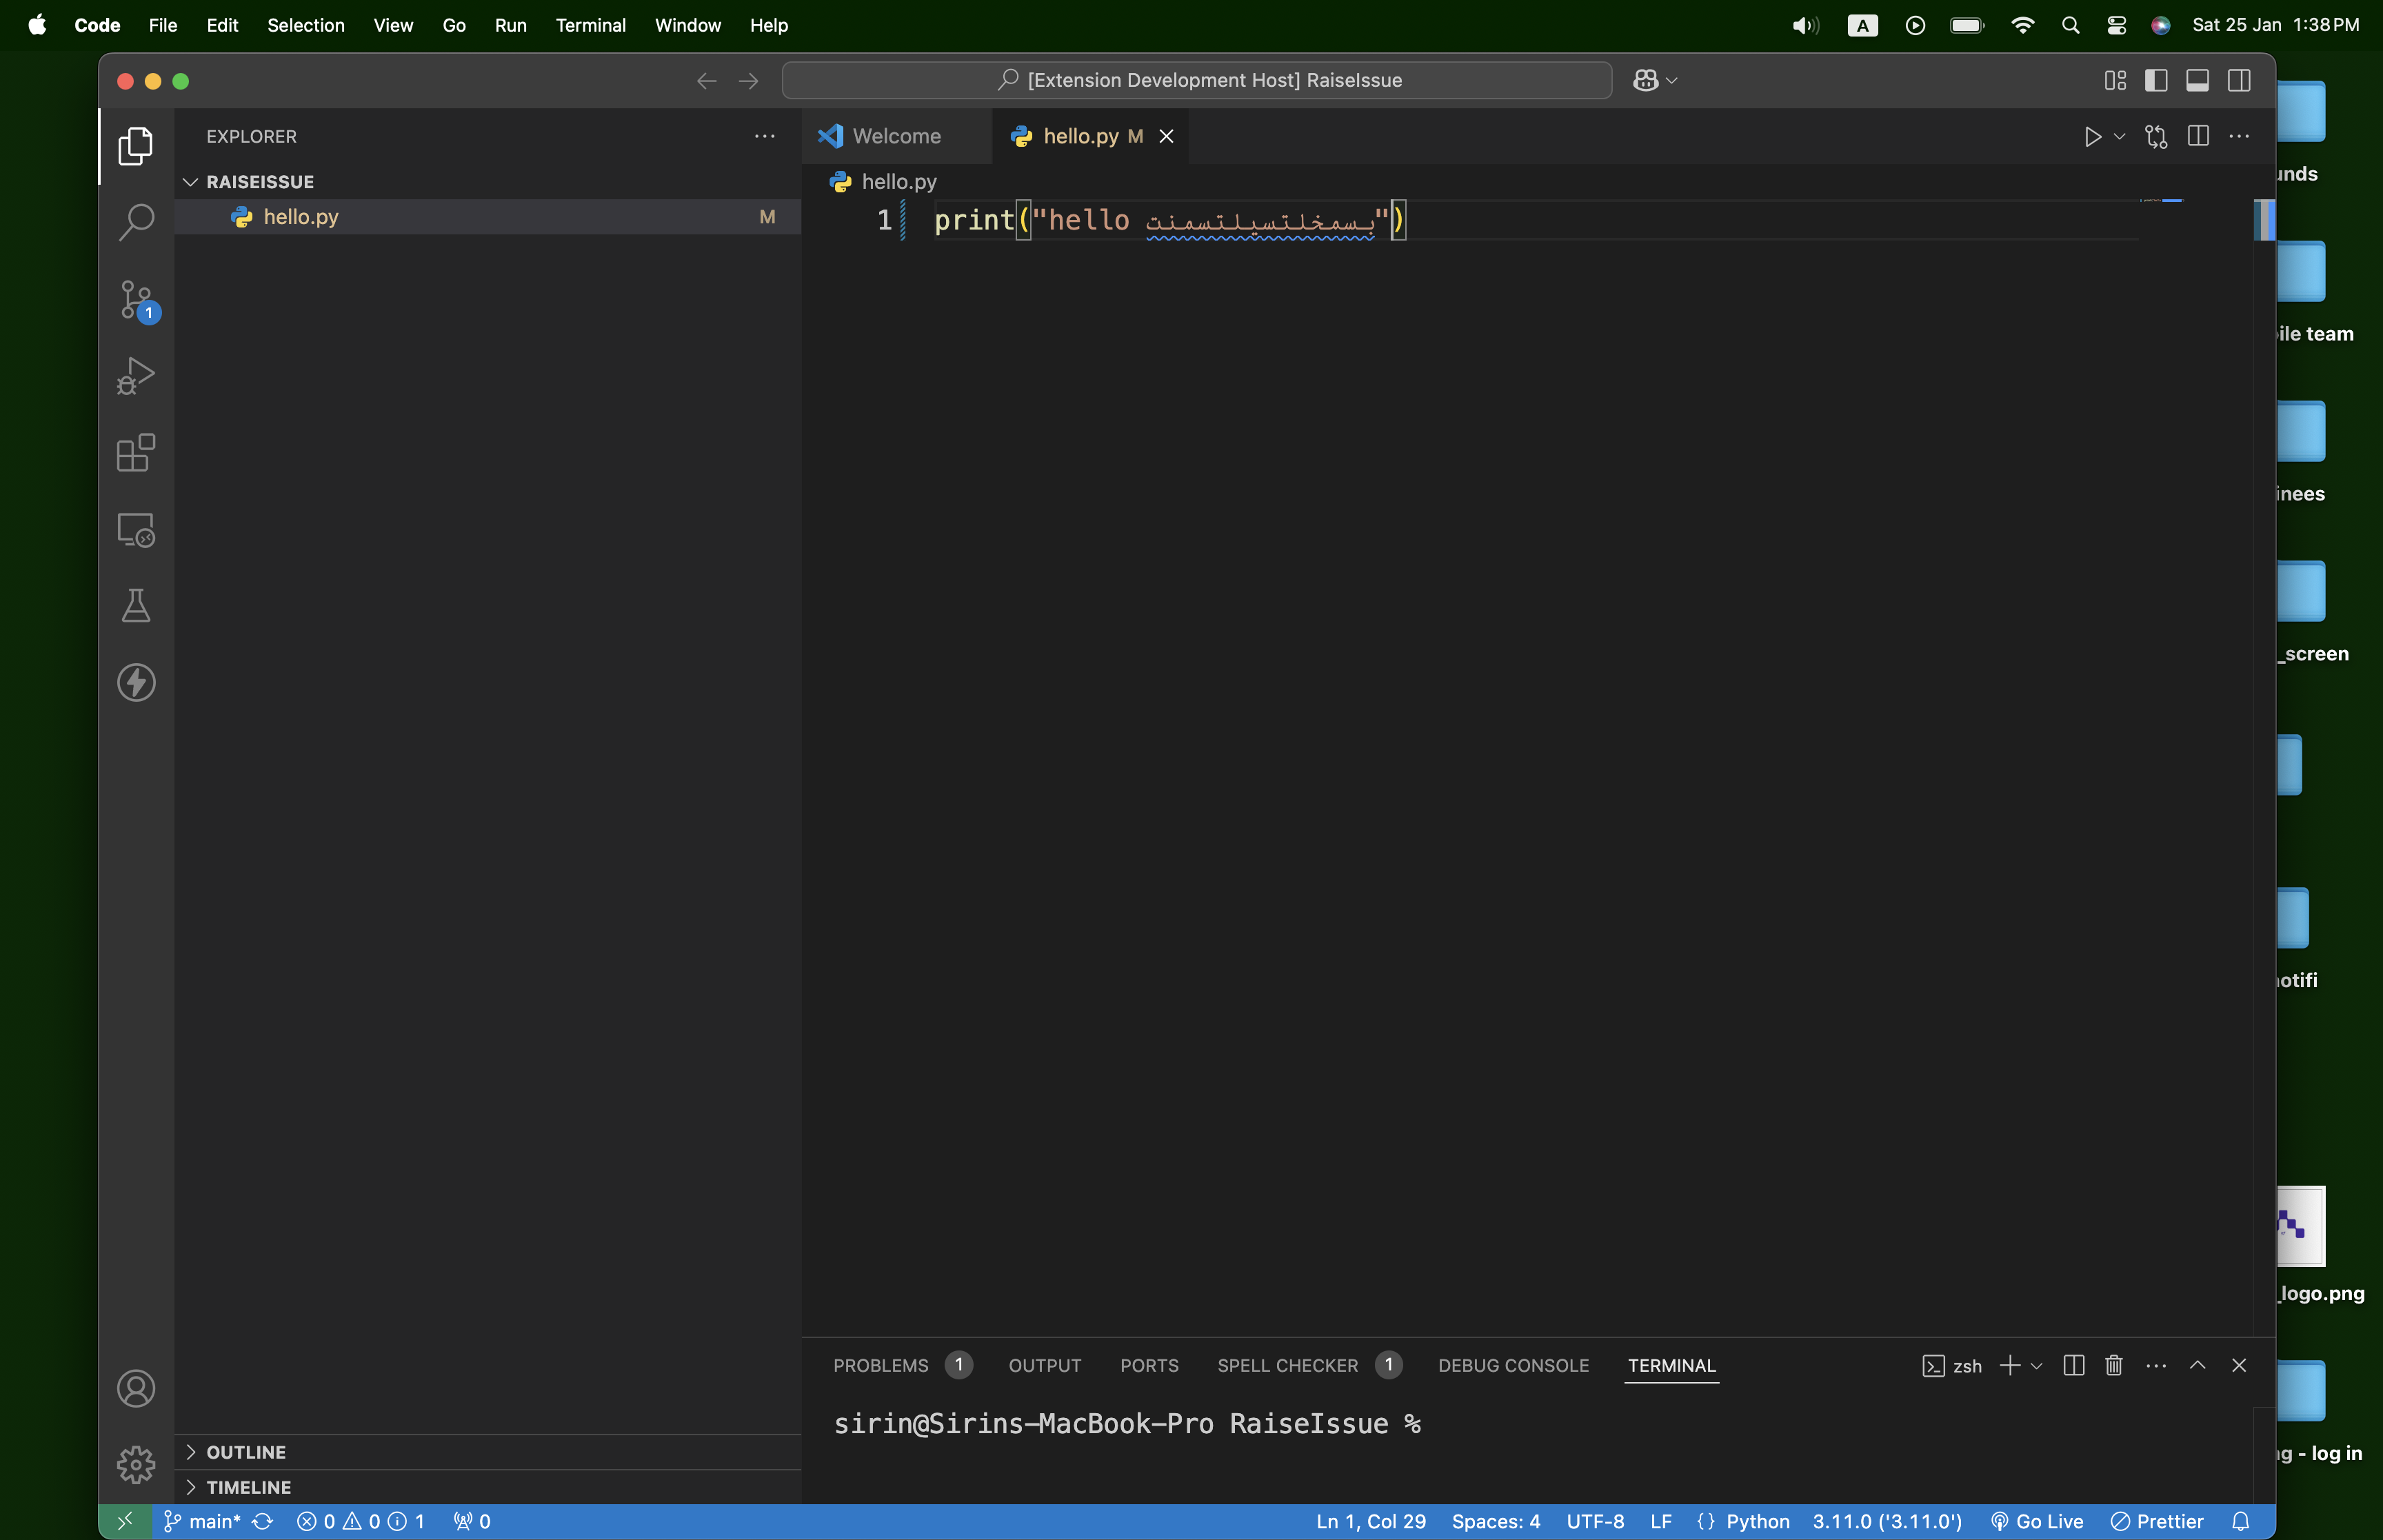 Code File Edit Selection View Go Run Terminal Window Help A Sat 25 Jan 1:38 PM
[Extension Development Host] RaiseIssue
EXPLORER
RAISEISSUE
hello.py M
1
Welcome hello.py M
hello.py
1 print("hello بسمخلتسيلتسمنت")
PROBLEMS 1 OUTPUT PORTS SPELL CHECKER 1 DEBUG CONSOLE TERMINAL zsh
sirin@Sirins-MacBook-Pro RaiseIssue %
OUTLINE
TIMELINE
main* 0 0 1 0 Ln 1, Col 29 Spaces: 4 UTF-8 LF {} Python 3.11.0 ('3.11.0') Go Live Prettier
team
_screen
_logo.png
- log in